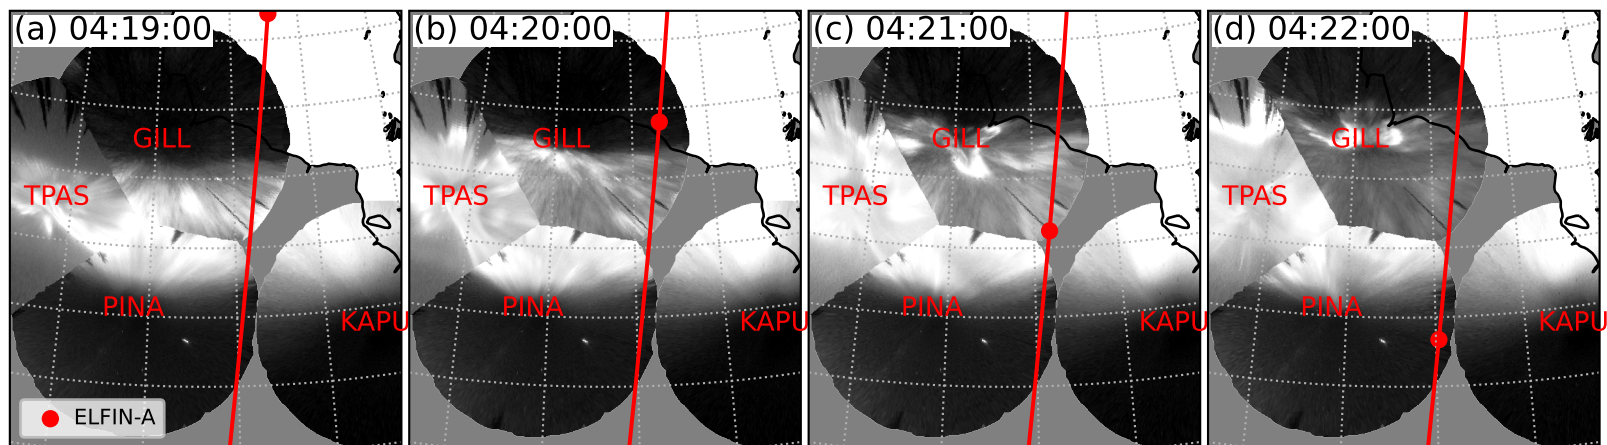 (a) 04:19:00
GILL
TPAS
PINA
KAPU
ELFIN-A
(b) 04:20:00
GILL
TPAS
PINA
KAPU
(c) 04:21:00
GILL
TPAS
PINA
KAPU
(d) 04:22:00
GILL
TPAS
PINA
KAPU